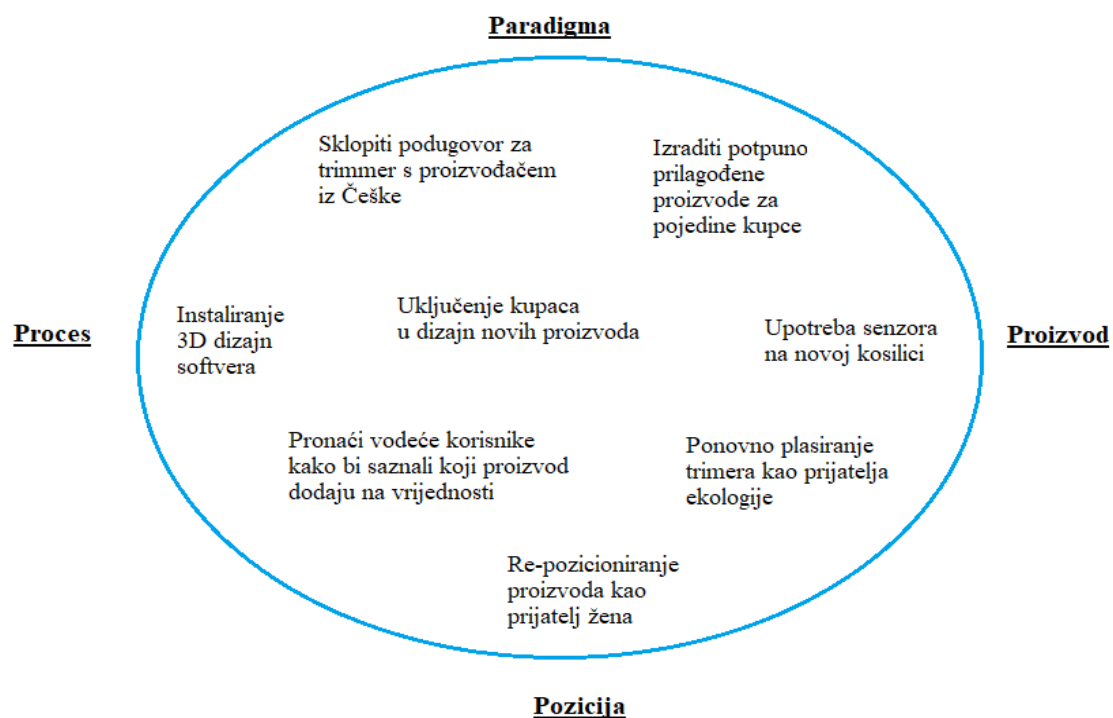 Paradigma
Sklopiti podugovor za
trimmer s proizvođačem
iz Češke
Izraditi potpuno
prilagođene
proizvode za
pojedine kupce
Proces
Instaliranje
3D dizajn
softvera
Uključenje kupaca
u dizajn novih proizvoda
Upotreba senzora
na novoj kosilici
Proizvod
Pronaći vodeće korisnike
kako bi saznali koji proizvod
dodaju na vrijednosti
Ponovno plasiranje
trimera kao prijatelja
ekologije
Re-pozicioniranje
proizvoda kao
prijatelj žena
Pozicija